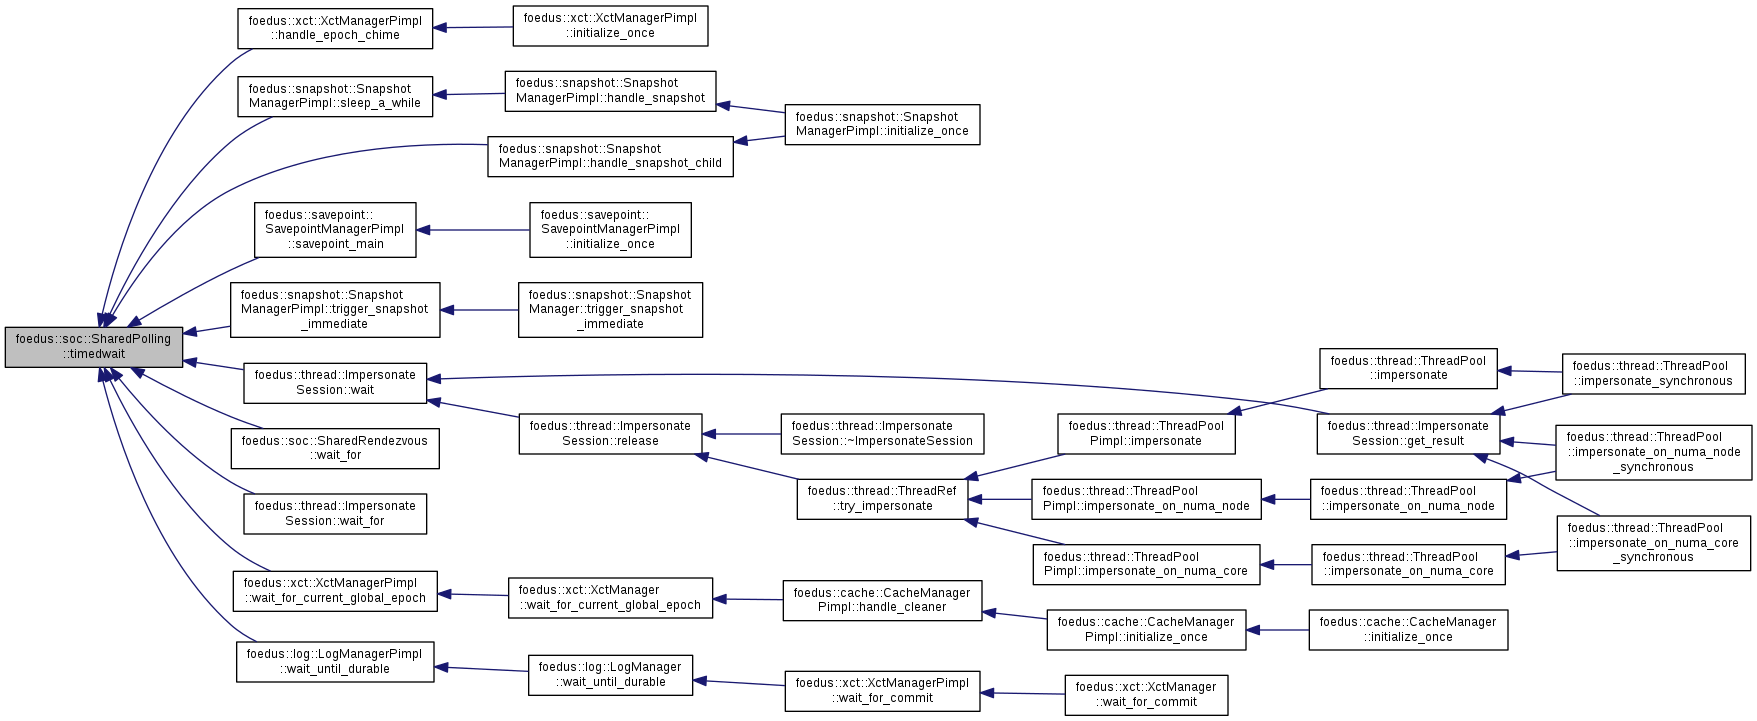 foedus::xct::XctManagerPimpl
::handle_epoch_chime
foedus::xct::XctManagerPimpl
::initialize_once
foedus::snapshot::Snapshot
ManagerPimpl::sleep_a_while
foedus::snapshot::Snapshot
ManagerPimpl::handle_snapshot
foedus::snapshot::Snapshot
ManagerPimpl::initialize_once
foedus::snapshot::Snapshot
ManagerPimpl::handle_snapshot_child
foedus::savepoint::
SavepointManagerPimpl
::savepoint_main
foedus::savepoint::
SavepointManagerPimpl
::initialize_once
foedus::snapshot::Snapshot
ManagerPimpl::trigger_snapshot
_immediate
foedus::snapshot::Snapshot
Manager::trigger_snapshot
_immediate
foedus::soc::SharedPolling
::timedwait
foedus::thread::Impersonate
Session::wait
foedus::thread::ThreadPool
::impersonate
foedus::thread::ThreadPool
::impersonate_synchronous
foedus::thread::Impersonate
Session::release
foedus::thread::Impersonate
Session::~ImpersonateSession
foedus::thread::ThreadPool
Pimpl::impersonate
foedus::thread::Impersonate
Session::get_result
foedus::soc::SharedRendezvous
::wait_for
foedus::thread::ThreadPool
::impersonate_on_numa_node
_synchronous
foedus::thread::Impersonate
Session::wait_for
foedus::thread::ThreadRef
::try_impersonate
foedus::thread::ThreadPool
Pimpl::impersonate_on_numa_node
foedus::thread::ThreadPool
::impersonate_on_numa_node
foedus::thread::ThreadPool
::impersonate_on_numa_core
_synchronous
foedus::thread::ThreadPool
Pimpl::impersonate_on_numa_core
foedus::thread::ThreadPool
::impersonate_on_numa_core
foedus::xct::XctManagerPimpl
::wait_for_current_global_epoch
foedus::xct::XctManager
::wait_for_current_global_epoch
foedus::cache::CacheManager
Pimpl::handle_cleaner
foedus::cache::CacheManager
Pimpl::initialize_once
foedus::cache::CacheManager
::initialize_once
foedus::log::LogManagerPimpl
::wait_until_durable
foedus::log::LogManager
::wait_until_durable
foedus::xct::XctManagerPimpl
::wait_for_commit
foedus::xct::XctManager
::wait_for_commit